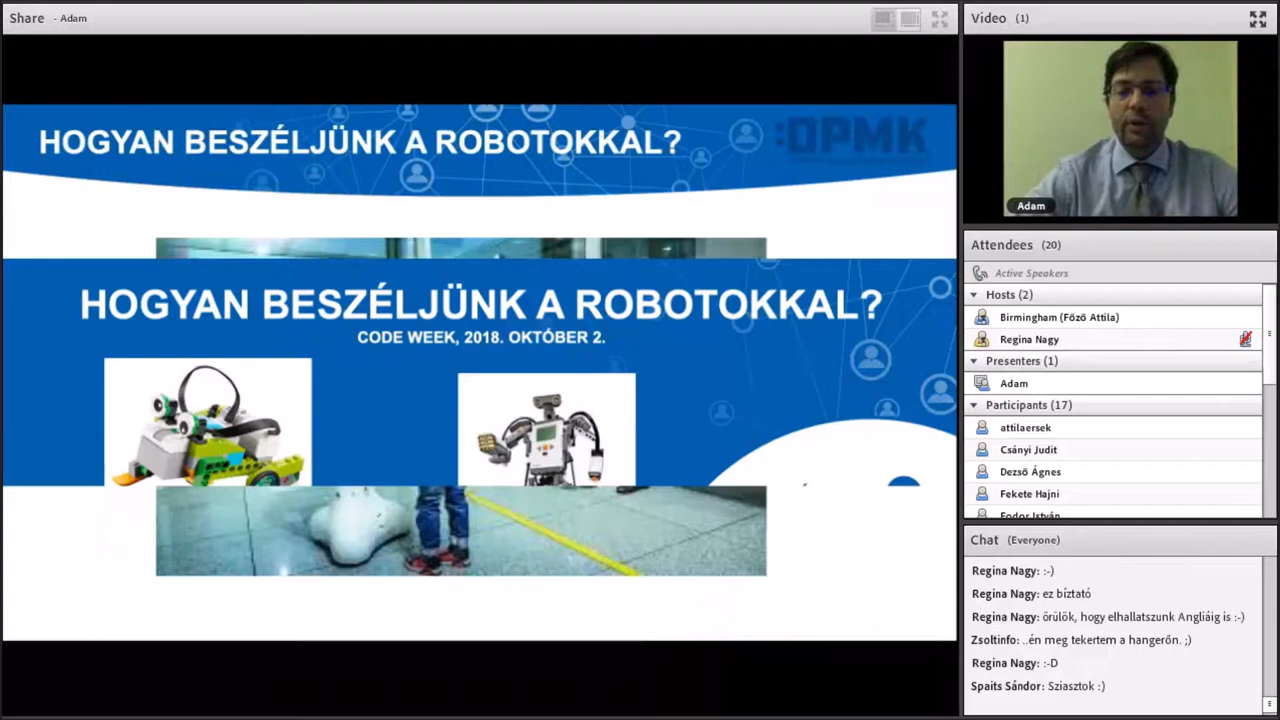 Share - Adam
HOGYAN BESZÉLJÜNK A ROBOTOKKAL?
:DPMK
HOGYAN BESZÉLJÜNK A ROBOTOKKAL?
CODE WEEK, 2018. OKTÓBER 2.
Video (1)
Adam
Attendees (20)
Active Speakers
Hosts (2)
Birmingham (Főző Attila)
Regina Nagy
Presenters (1)
Adam
Participants (17)
attilaersek
Csányi Judit
Dezső Ágnes
Fekete Hajni
Fodor István
Chat (Everyone)
Regina Nagy: :-)
Regina Nagy: ez bíztató
Regina Nagy: örülök, hogy elhallatszunk Angliáig is :-)
Zsoltinfo: ..én meg tekertem a hangerőn. ;)
Regina Nagy: :-D
Spaits Sándor: Sziasztok :)